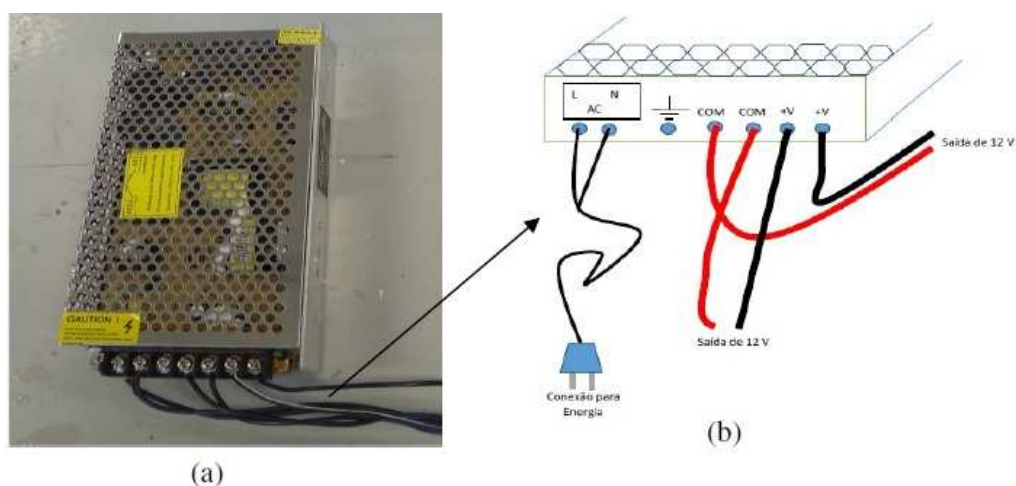 CAUTION !
L N
AC
COM COM +V +V
Saída de 12 V
Saída de 12 V
Conexão para
Energia
(a)
(b)